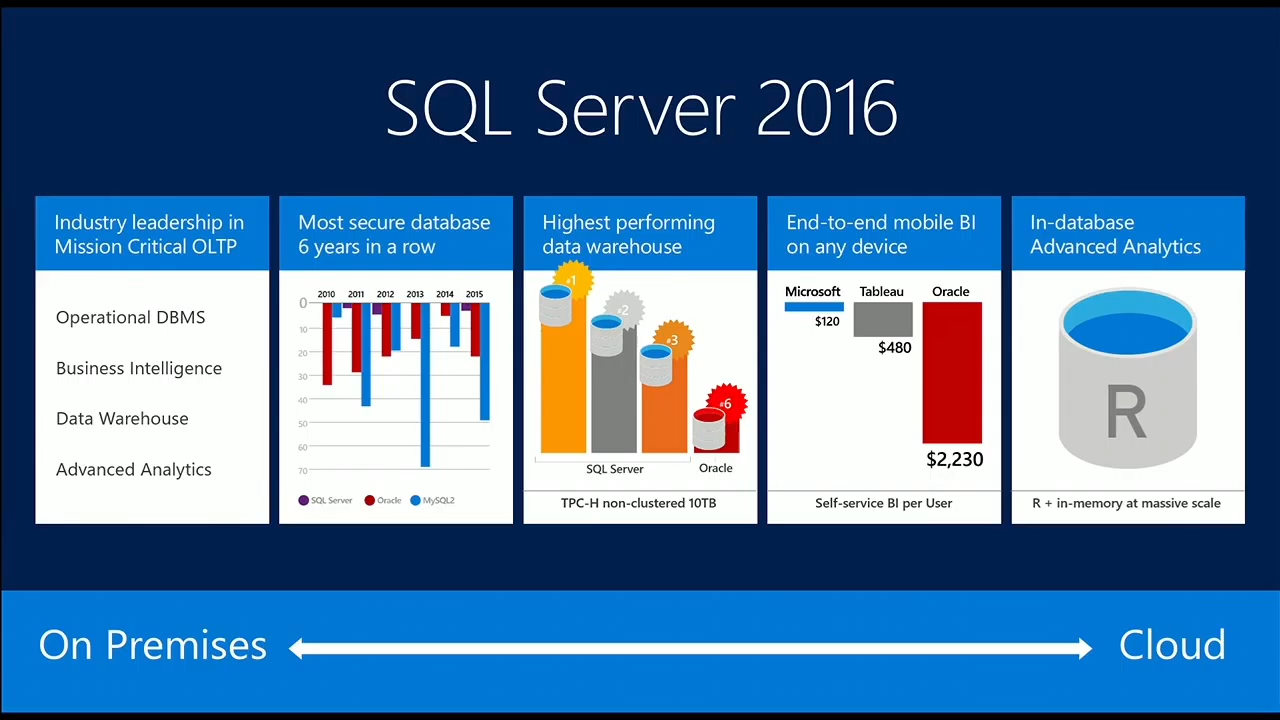 SQL Server 2016
Industry leadership in
Mission Critical OLTP
Operational DBMS
Business Intelligence
Data Warehouse
Advanced Analytics
Most secure database
6 years in a row
2010 2011 2012 2013 2014 2015
0
10
20
30
40
50
60
70
SQL Server Oracle MySQL2
Highest performing
data warehouse
#1
#2
#3
#6
SQL Server Oracle
TPC-H non-clustered 10TB
End-to-end mobile BI
on any device
Microsoft Tableau Oracle
$120
$480
$2,230
Self-service BI per User
In-database
Advanced Analytics
R
R + in-memory at massive scale
On Premises Cloud